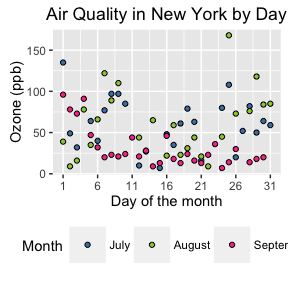 Air Quality in New York by Day
Ozone (ppb)
150
100
50
0
1 6 11 16 21 26 31
Day of the month
Month July August Septer